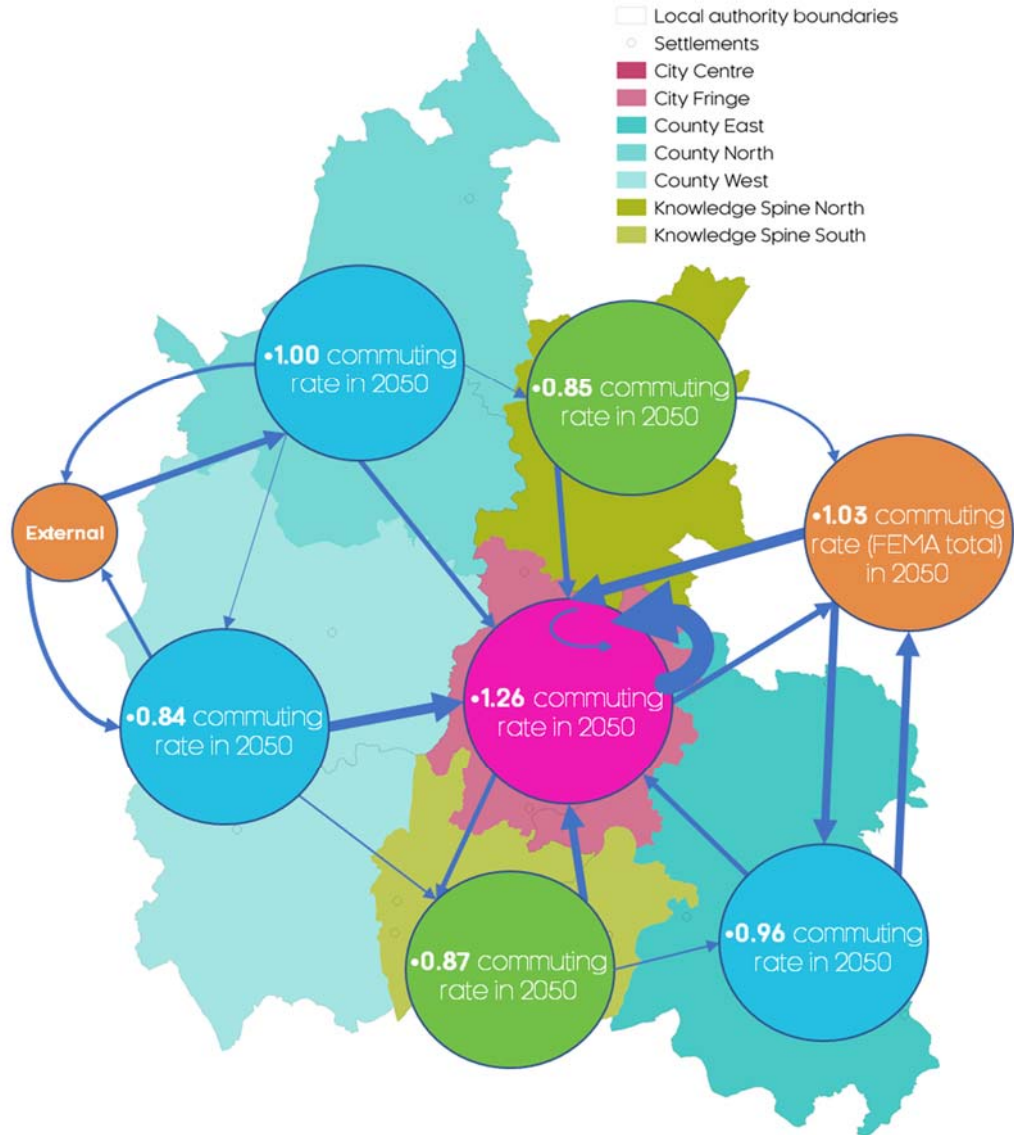 Local authority boundaries
Settlements
City Centre
City Fringe
County East
County North
County West
Knowledge Spine North
Knowledge Spine South
•1.00 commuting
rate in 2050
•0.85 commuting
rate in 2050
External
•1.03 commuting
rate (FEMA total)
in 2050
•0.84 commuting
rate in 2050
•1.26 commuting
rate in 2050
•0.87 commuting
rate in 2050
•0.96 commuting
rate in 2050